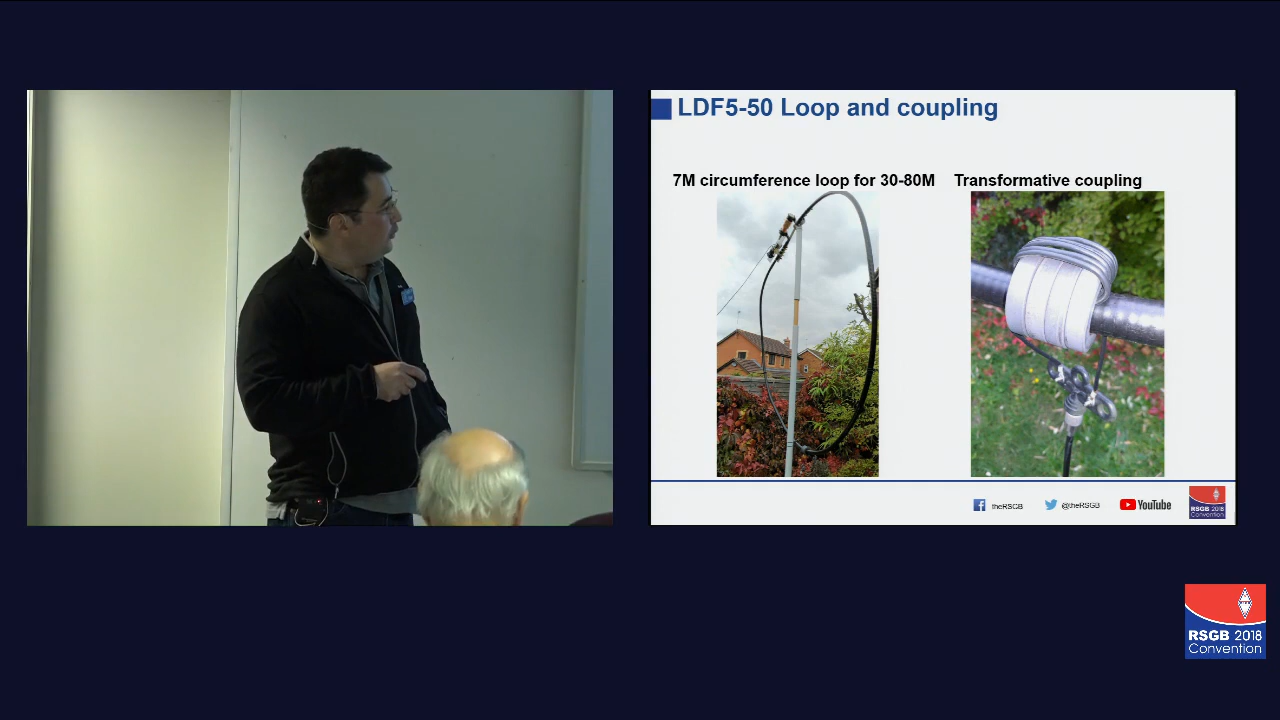 LDF5-50 Loop and coupling
7M circumference loop for 30-80M
Transformative coupling
theRSGB
@theRSGB
YouTube
RSGB 2018
Convention
RSGB 2018
Convention